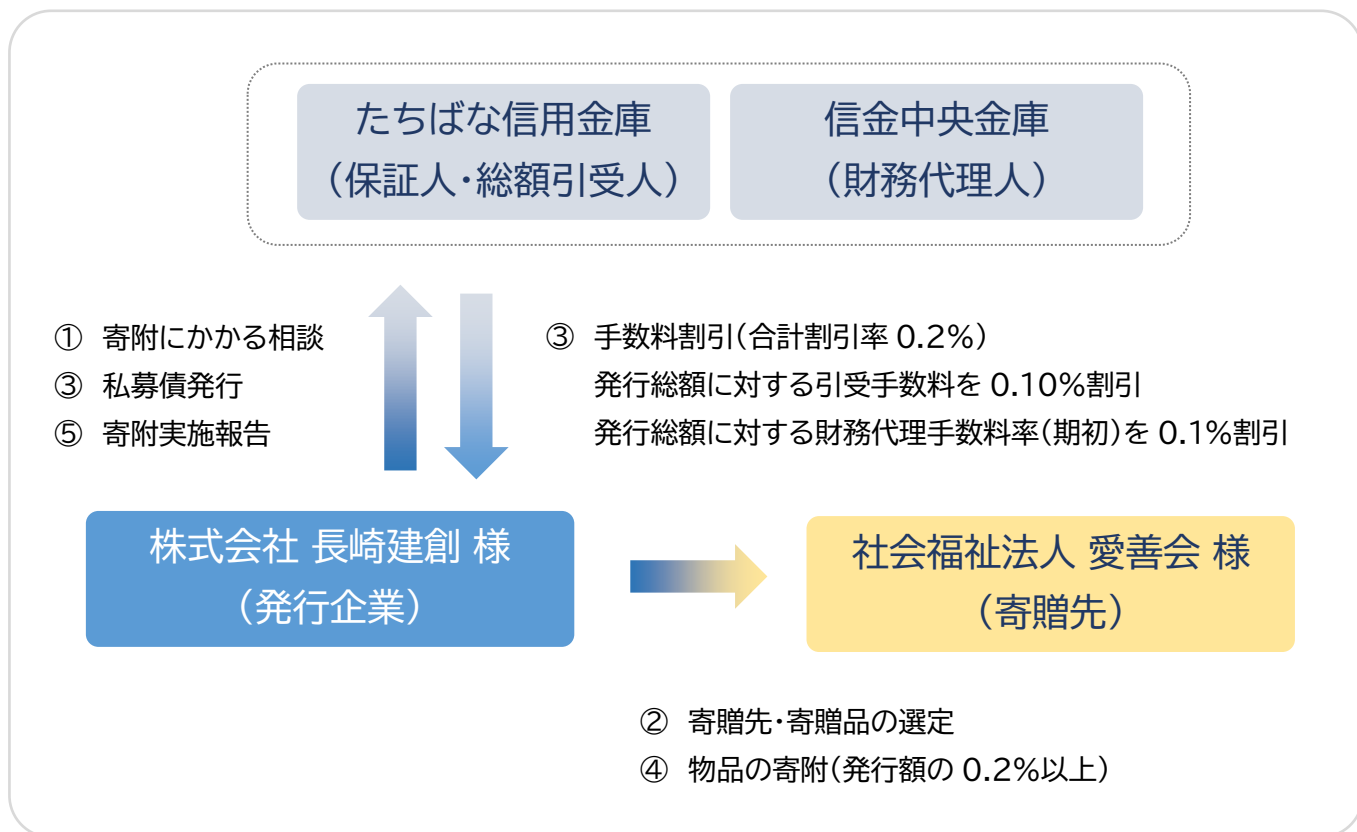 たちばな信用金庫
（保証人・総額引受人）
信金中央金庫
（財務代理人）
① 寄附にかかる相談
③ 私募債発行
⑤ 寄附実施報告
③ 手数料割引（合計割引率 0.2％）
発行総額に対する引受手数料を 0.10％割引
発行総額に対する財務代理手数料率（期初）を 0.1％割引
株式会社 長崎建創 様
（発行企業）
社会福祉法人 愛善会 様
（寄贈先）
② 寄贈先・寄贈品の選定
④ 物品の寄附（発行額の 0.2％以上）